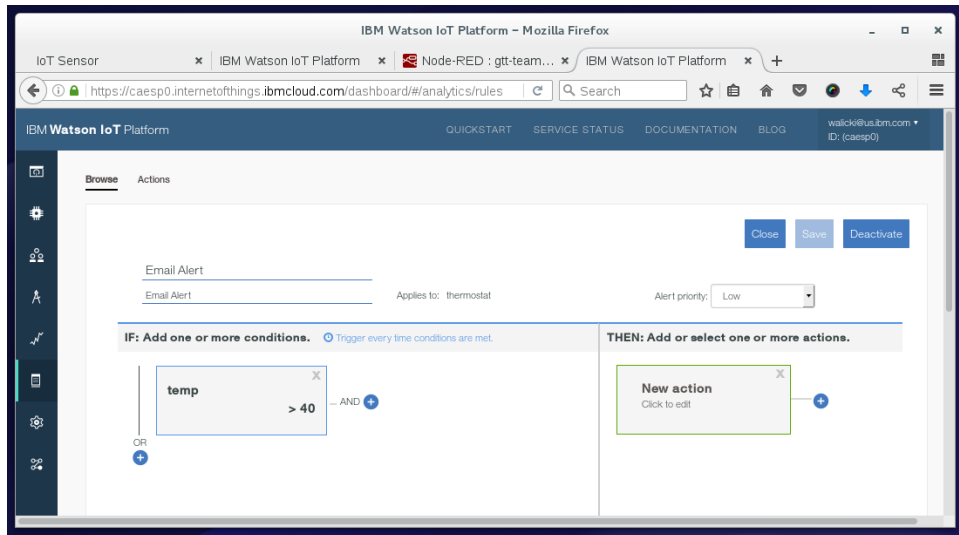 IBM Watson IoT Platform - Mozilla Firefox
IoT Sensor × IBM Watson IoT Platform × Node-RED : gtt-team... × IBM Watson IoT Platform × +
https://caesp0.internetofthings.ibmcloud.com/dashboard/#/analytics/rules Search
IBM Watson IoT Platform QUICKSTART SERVICE STATUS DOCUMENTATION BLOG walicki@us.ibm.com
ID: (caesp0)
Browse Actions
Close Save Deactivate
Email Alert
Email Alert Applies to: thermostat Alert priority: Low
IF: Add one or more conditions. Trigger every time conditions are met. THEN: Add or select one or more actions.
X X
temp New action
> 40 ... AND + Click to edit +
OR
+